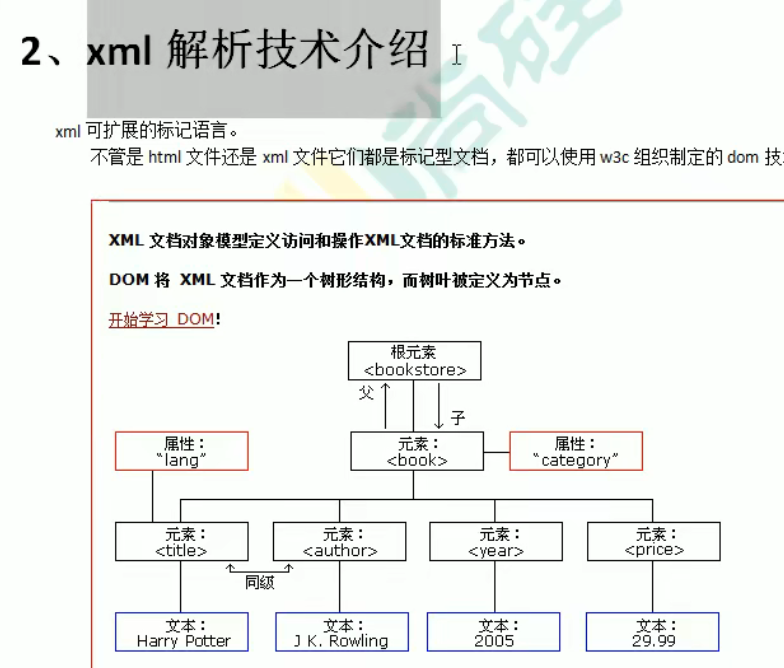 2、xml 解析技术介绍
xml 可扩展的标记语言。
不管是 html 文件还是 xml 文件它们都是标记型文档，都可以使用 w3c 组织制定的 dom 技
XML 文档对象模型定义访问和操作XML文档的标准方法。
DOM 将 XML 文档作为一个树形结构，而树叶被定义为节点。
开始学习 DOM!
根元素
<bookstore>
父
子
属性：
"lang"
元素：
<book>
属性：
"category"
元素：
<title>
元素：
<author>
元素：
<year>
元素：
<price>
同级
文本：
Harry Potter
文本：
J K. Rowling
文本：
2005
文本：
29.99
尚硅